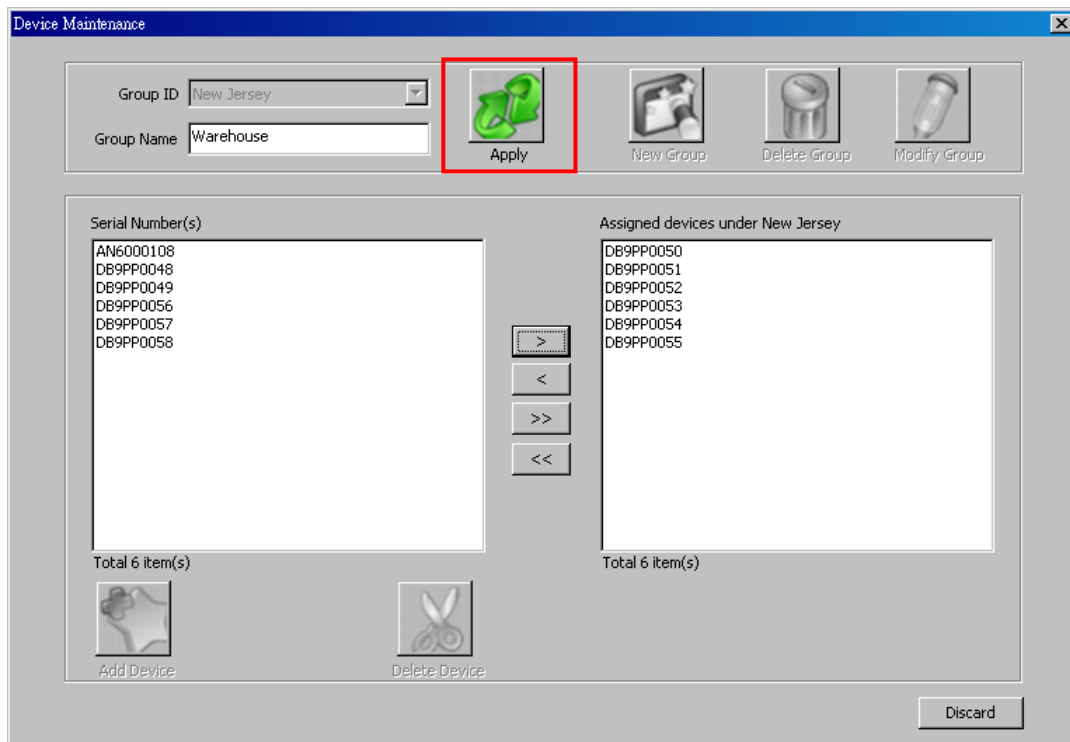 Device Maintenance
Group ID New Jersey
Group Name Warehouse
Apply
New Group
Delete Group
Modify Group
Serial Number(s)
AN6000108
DB9PP0048
DB9PP0049
DB9PP0056
DB9PP0057
DB9PP0058
Total 6 item(s)
>
<
>>
<<
Assigned devices under New Jersey
DB9PP0050
DB9PP0051
DB9PP0052
DB9PP0053
DB9PP0054
DB9PP0055
Total 6 item(s)
Add Device
Delete Device
Discard